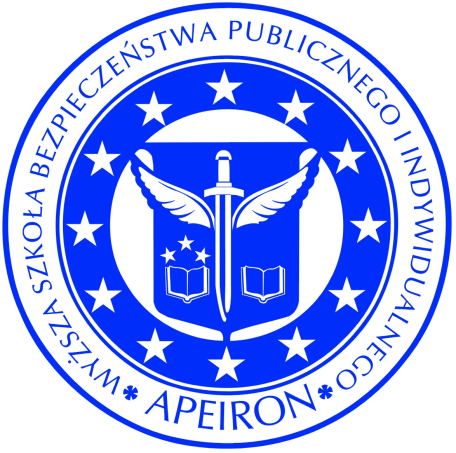 WYŻSZA SZKOŁA BEZPIECZEŃSTWA PUBLICZNEGO I INDYWIDUALNEGO
APEIRON